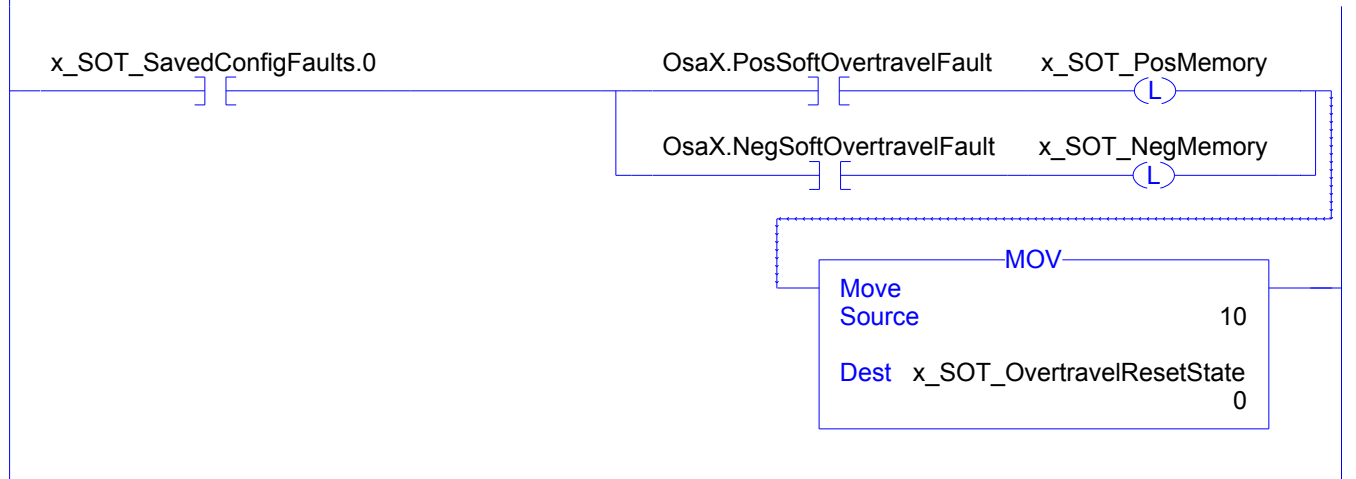 x_SOT_SavedConfigFaults.0
OsaX.PosSoftOvertravelFault x_SOT_PosMemory
L
OsaX.NegSoftOvertravelFault x_SOT_NegMemory
L
MOV
Move
Source 10
Dest x_SOT_OvertravelResetState
0